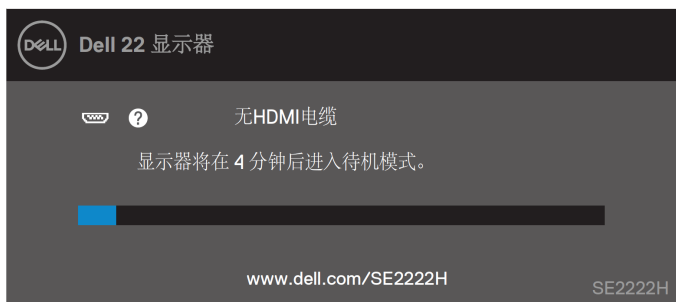 DELL Dell 22 显示器
? 无HDMI电缆
显示器将在 4 分钟后进入待机模式。
www.dell.com/SE2222H
SE2222H